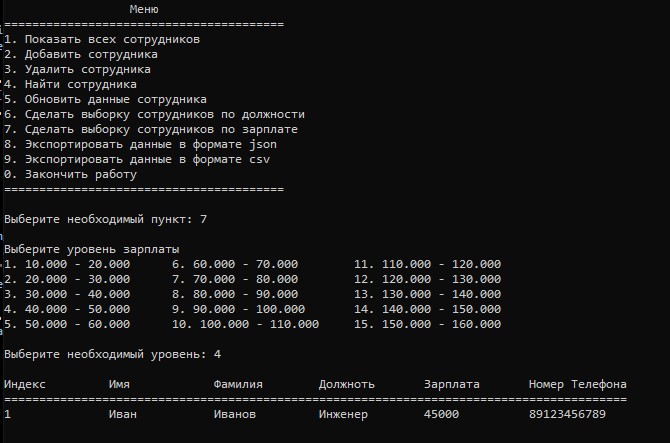 Меню
========================================
1. Показать всех сотрудников
2. Добавить сотрудника
3. Удалить сотрудника
4. Найти сотрудника
5. Обновить данные сотрудника
6. Сделать выборку сотрудников по должности
7. Сделать выборку сотрудников по зарплате
8. Экспортировать данные в формате json
9. Экспортировать данные в формате csv
0. Закончить работу
========================================
Выберите необходимый пункт: 7
Выберите уровень зарплаты
1. 10.000 - 20.000 6. 60.000 - 70.000 11. 110.000 - 120.000
2. 20.000 - 30.000 7. 70.000 - 80.000 12. 120.000 - 130.000
3. 30.000 - 40.000 8. 80.000 - 90.000 13. 130.000 - 140.000
4. 40.000 - 50.000 9. 90.000 - 100.000 14. 140.000 - 150.000
5. 50.000 - 60.000 10. 100.000 - 110.000 15. 150.000 - 160.000
Выберите необходимый уровень: 4
Индекс Имя Фамилия Должноть Зарплата Номер Телефона
=========================================================================================
1 Иван Иванов Инженер 45000 89123456789